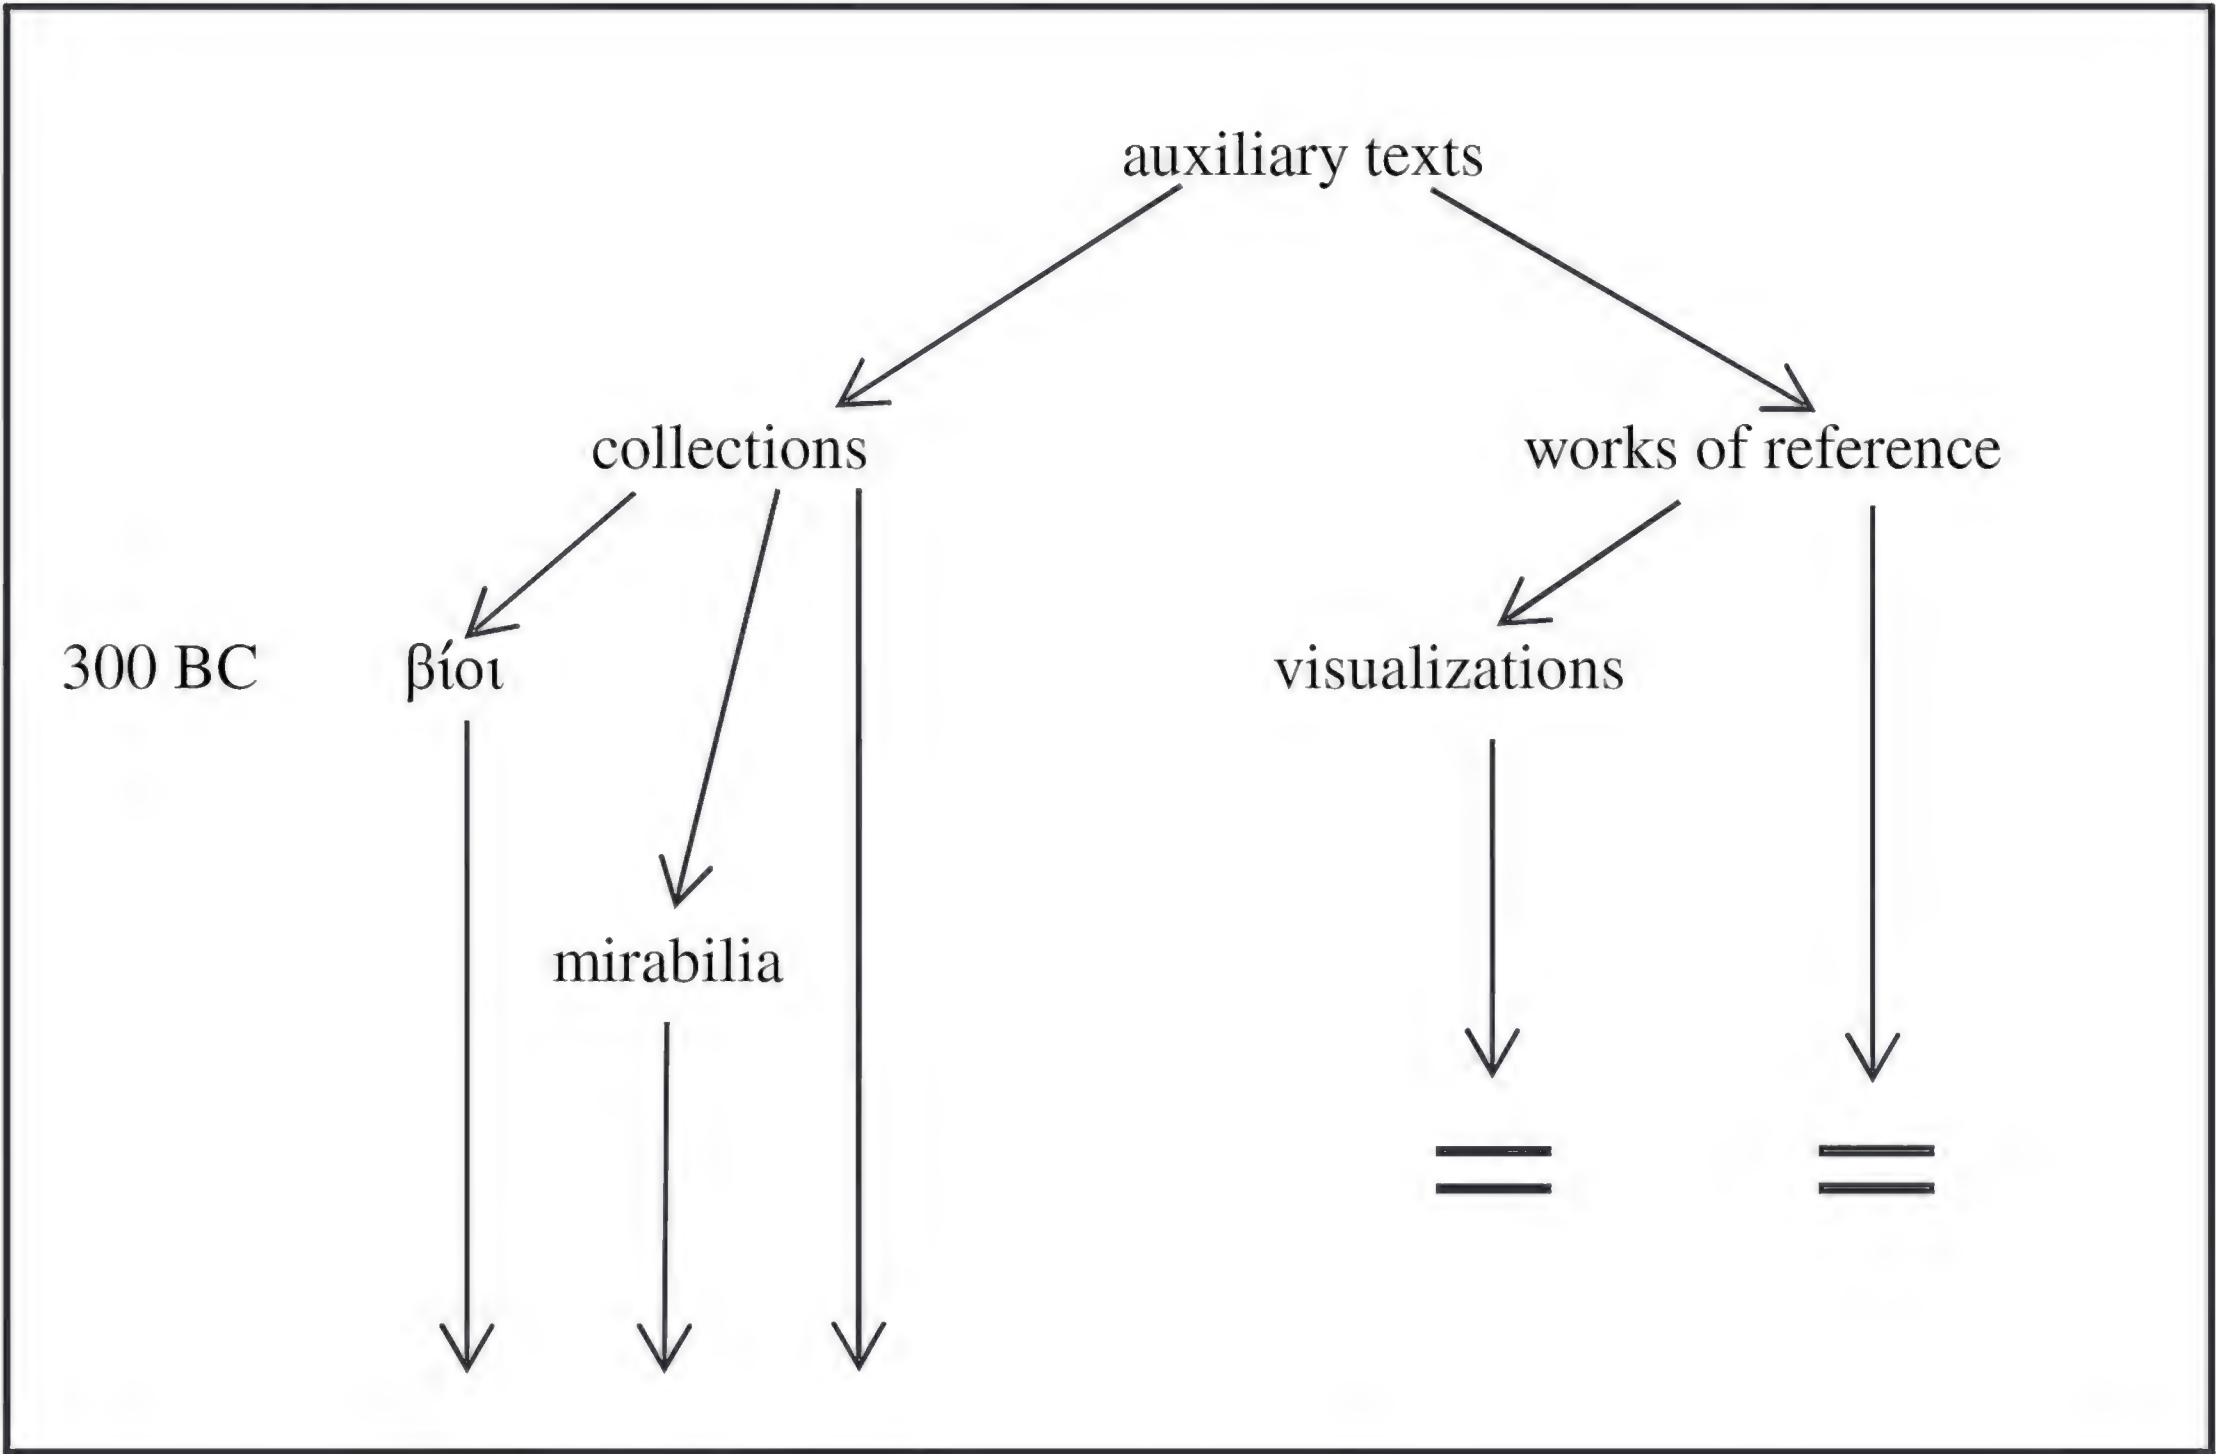 auxiliary texts
collections works of reference
300 BC βίοι visualizations
mirabilia